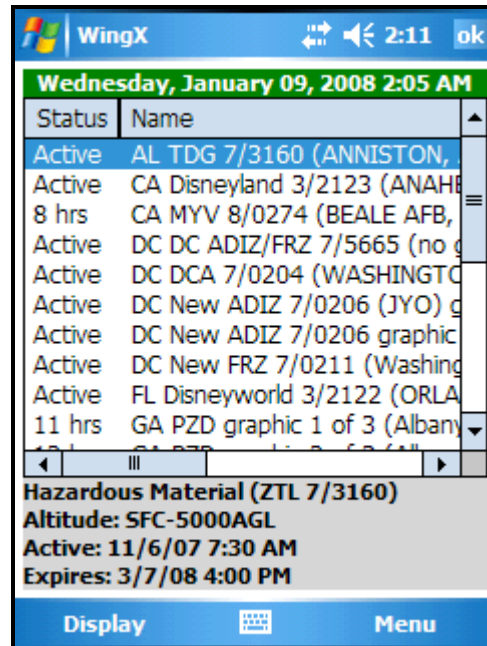 WingX 2:11 ok
Wednesday, January 09, 2008 2:05 AM
Status Name
Active AL TDG 7/3160 (ANNISTON, .
Active CA Disneyland 3/2123 (ANAHE
8 hrs CA MYV 8/0274 (BEALE AFB,
Active DC DC ADIZ/FRZ 7/5665 (no g
Active DC DCA 7/0204 (WASHINGTO
Active DC New ADIZ 7/0206 (JYO) g
Active DC New ADIZ 7/0206 graphic
Active DC New FRZ 7/0211 (Washing
Active FL Disneyworld 3/2122 (ORLA
11 hrs GA PZD graphic 1 of 3 (Albany
Hazardous Material (ZTL 7/3160)
Altitude: SFC-5000AGL
Active: 11/6/07 7:30 AM
Expires: 3/7/08 4:00 PM
Display Menu